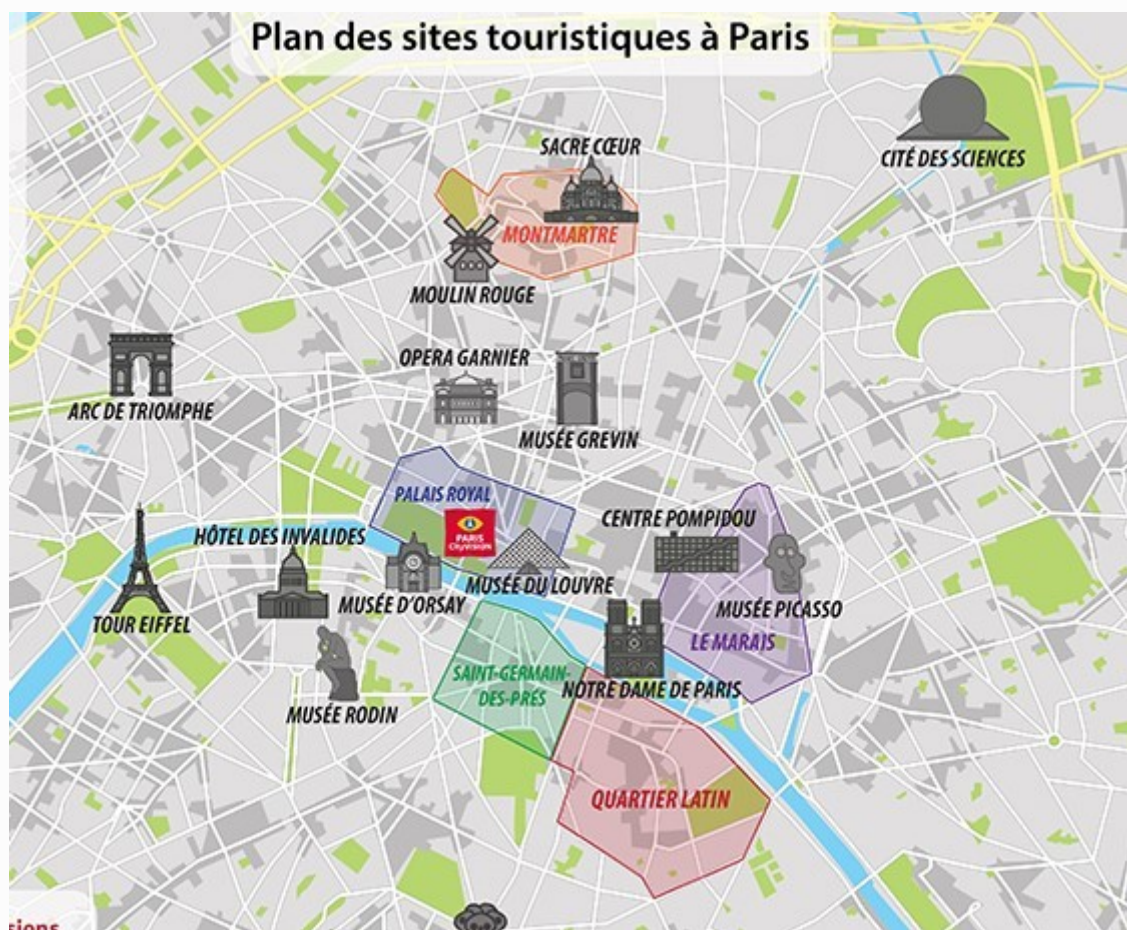 Plan des sites touristiques à Paris
SACRE CŒUR
CITÉ DES SCIENCES
MONTMARTRE
MOULIN ROUGE
OPERA GARNIER
ARC DE TRIOMPHE
MUSÉE GREVIN
PALAIS ROYAL
CENTRE POMPIDOU
HÔTEL DES INVALIDES
PARIS
CityVISION
MUSÉE D'ORSAY
MUSÉE DU LOUVRE
MUSÉE PICASSO
TOUR EIFFEL
LE MARAIS
SAINT-GERMAIN-
DES-PRÉS
NOTRE DAME DE PARIS
MUSÉE RODIN
QUARTIER LATIN
sions